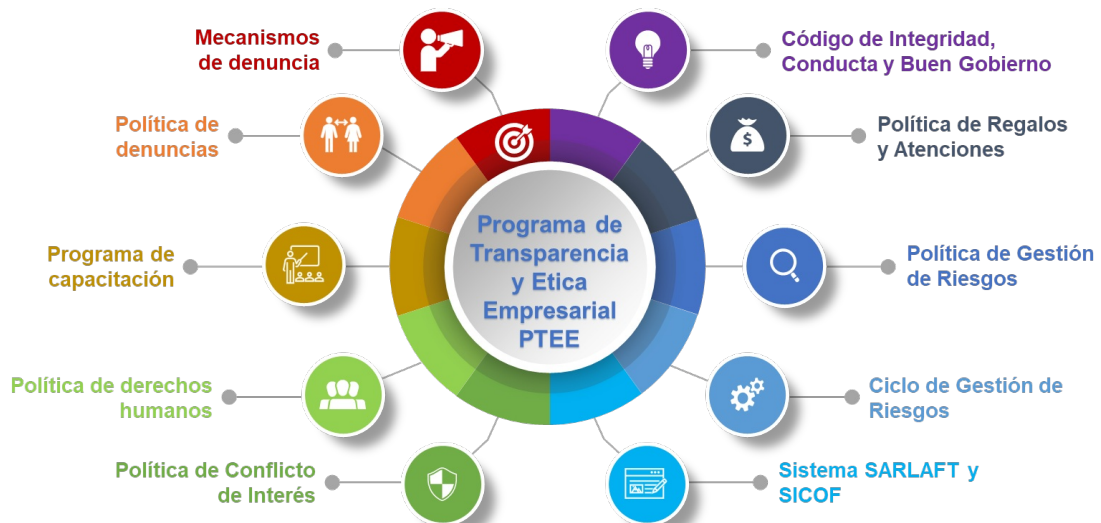 Mecanismos
de denuncia
Código de Integridad,
Conducta y Buen Gobierno
Política de
denuncias
Política de Regalos
y Atenciones
$
Programa de
Transparencia
y Etica
Empresarial
PTEE
Programa de
capacitación
Política de Gestión
de Riesgos
Política de derechos
humanos
Ciclo de Gestión de
Riesgos
Política de Conflicto
de Interés
Sistema SARLAFT y
SICOF